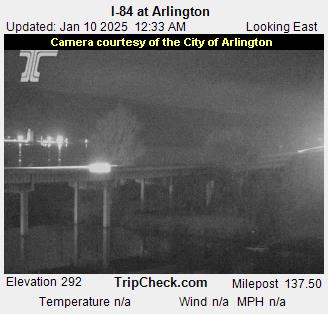 I-84 at Arlington
Updated: Jan 10 2025 12:33 AM Looking East
Camera courtesy of the City of Arlington
Elevation 292 TripCheck.com Milepost 137.50
Temperature n/a Wind n/a MPH n/a